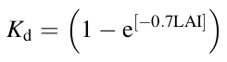 K_d = (1 − e^[−0.7LAI])